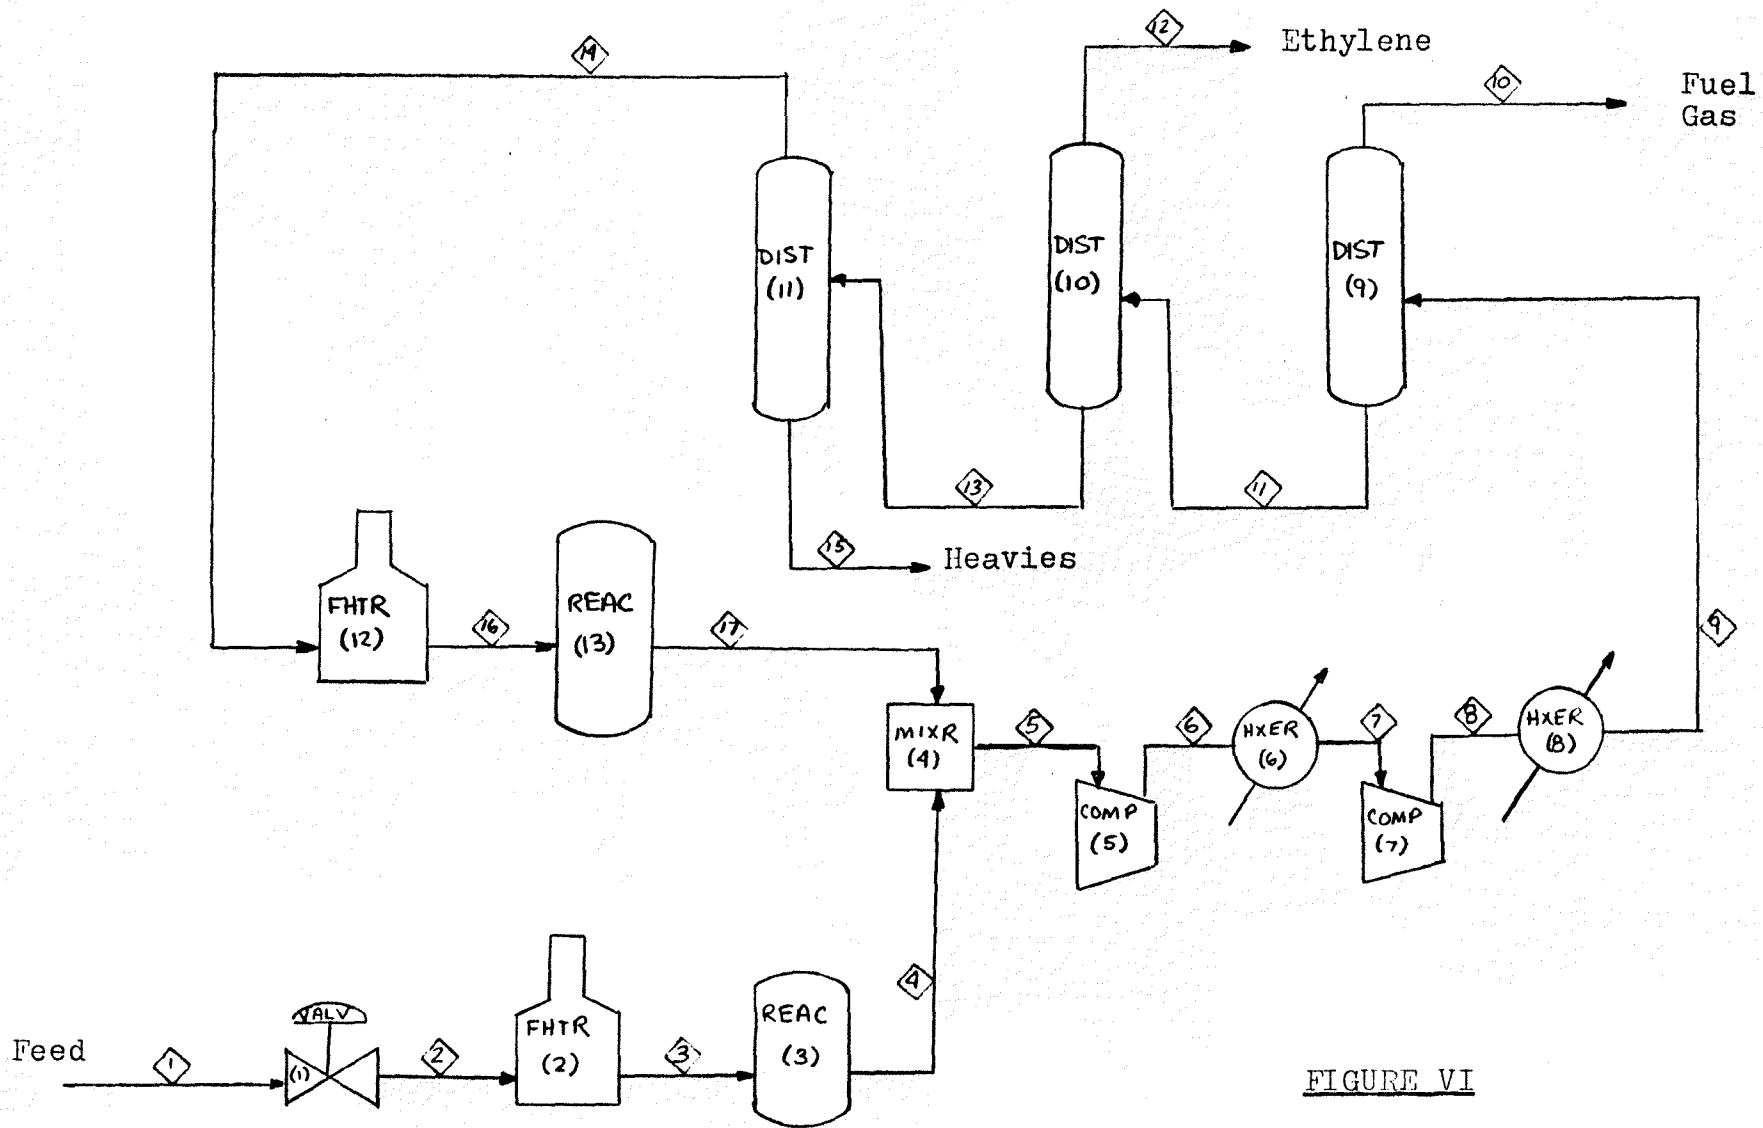 14
12
Ethylene
10
Fuel
Gas
DIST
(11)
DIST
(10)
DIST
(9)
13
11
15
Heavies
FHTR
(12)
16
REAC
(13)
17
9
MIXR
(4)
5
6
HXER
(6)
7
8
HXER
(8)
COMP
(5)
COMP
(7)
4
Feed
1
VALV
(1)
2
FHTR
(2)
3
REAC
(3)
FIGURE VI